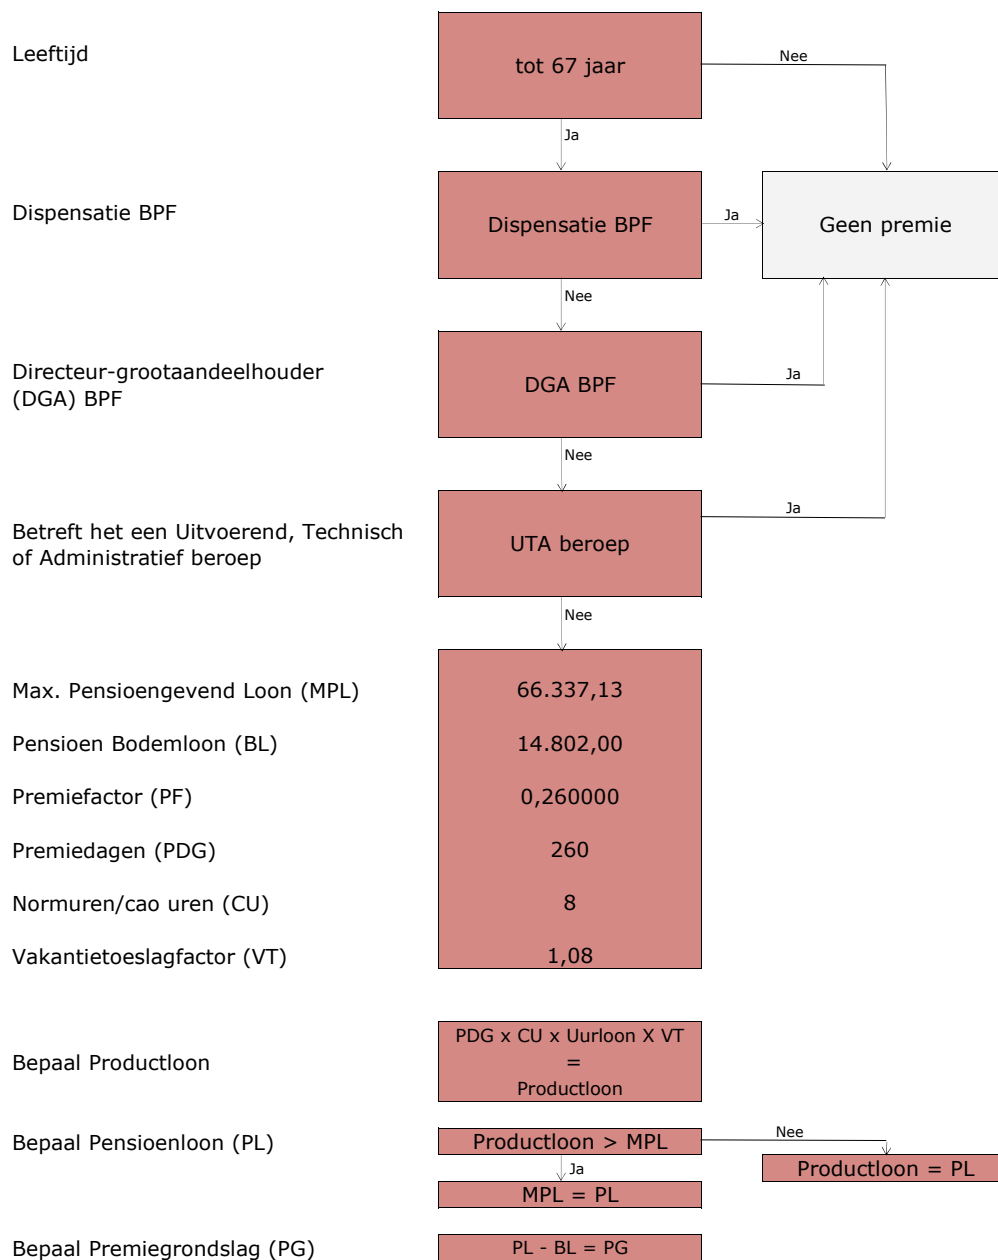 Leeftijd
tot 67 jaar
Nee
Ja
Dispensatie BPF
Dispensatie BPF
Ja
Geen premie
Nee
Directeur-grootaandeelhouder
(DGA) BPF
DGA BPF
Ja
Nee
Betreft het een Uitvoerend, Technisch
of Administratief beroep
UTA beroep
Ja
Nee
Max. Pensioengevend Loon (MPL)
66.337,13
Pensioen Bodemloon (BL)
14.802,00
Premiefactor (PF)
0,260000
Premiedagen (PDG)
260
Normuren/cao uren (CU)
8
Vakantietoeslagfactor (VT)
1,08
Bepaal Productloon
PDG x CU x Uurloon X VT
=
Productloon
Bepaal Pensioenloon (PL)
Productloon > MPL
Nee
Ja
Productloon = PL
MPL = PL
Bepaal Premiegrondslag (PG)
PL - BL = PG